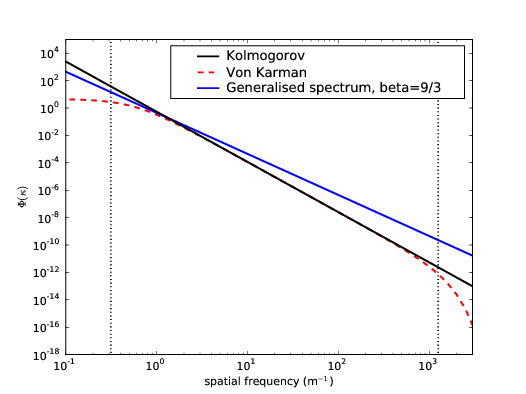 Kolmogorov
Von Karman
Generalised spectrum, beta=9/3
10^4
10^2
10^0
10^-2
10^-4
10^-6
10^-8
10^-10
10^-12
10^-14
10^-16
10^-18
Φ(κ)
10^-1 10^0 10^1 10^2 10^3
spatial frequency (m^-1)